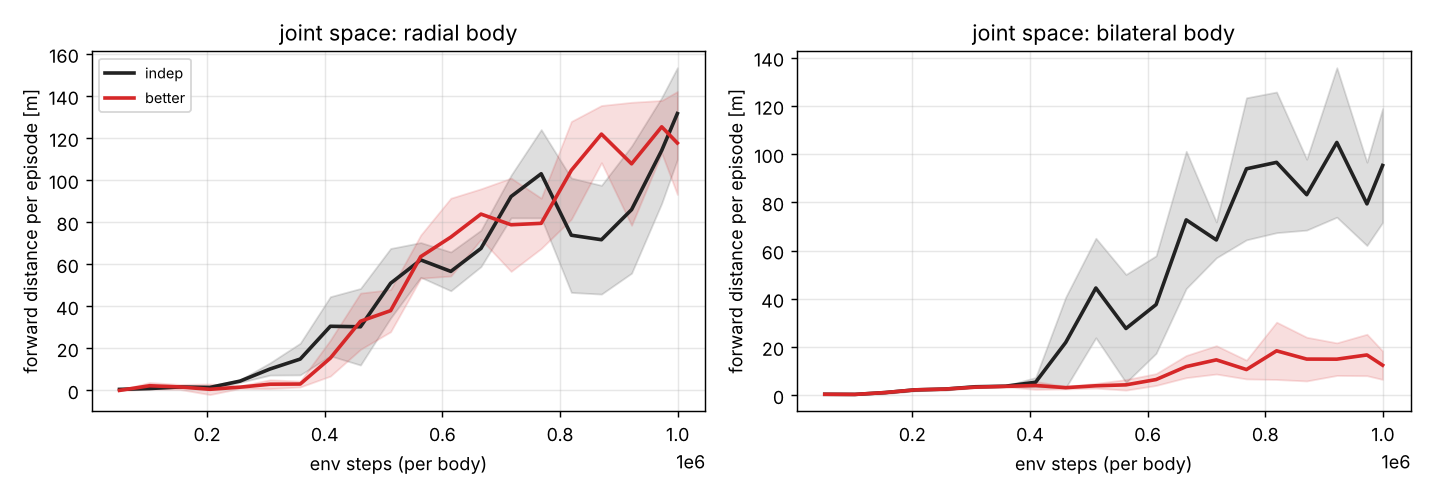 joint space: radial body
forward distance per episode [m]
160
140
120
100
80
60
40
20
0
indep
better
0.2
0.4
0.6
0.8
1.0
1e6
env steps (per body)
joint space: bilateral body
forward distance per episode [m]
140
120
100
80
60
40
20
0
0.2
0.4
0.6
0.8
1.0
1e6
env steps (per body)